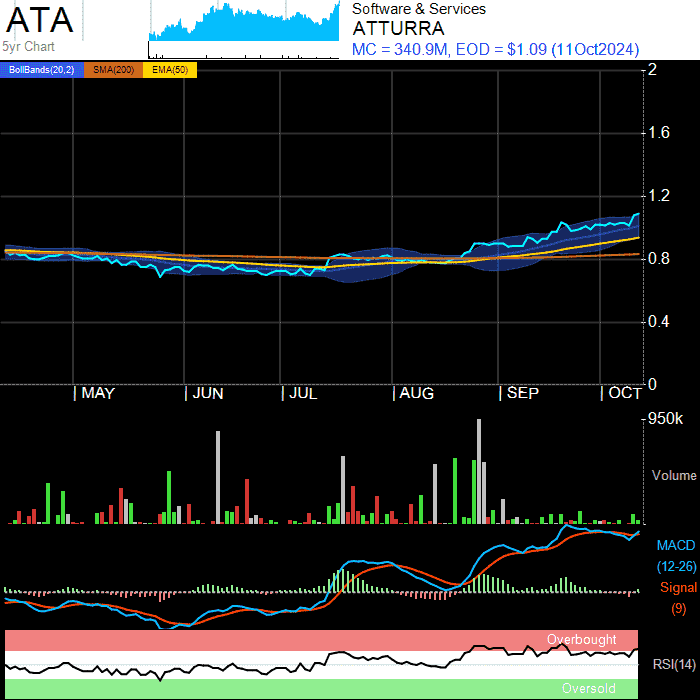 ATA
5yr Chart
Software & Services
ATTURRA
MC = 340.9M, EOD = $1.09 (11Oct2024)
BollBands(20,2) SMA(200) EMA(50)
2
1.6
1.2
0.8
0.4
0
MAY JUN JUL AUG SEP OCT
950k
Volume
MACD
(12-26)
Signal
(9)
Overbought
RSI(14)
Oversold